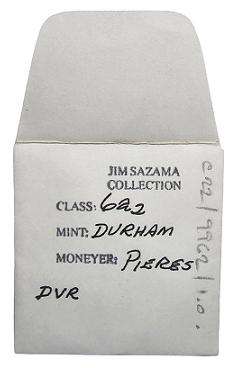 JIM SAZAMA
COLLECTION
CLASS: 6a2
MINT: DURHAM
MONEYER: PIERES
DVR